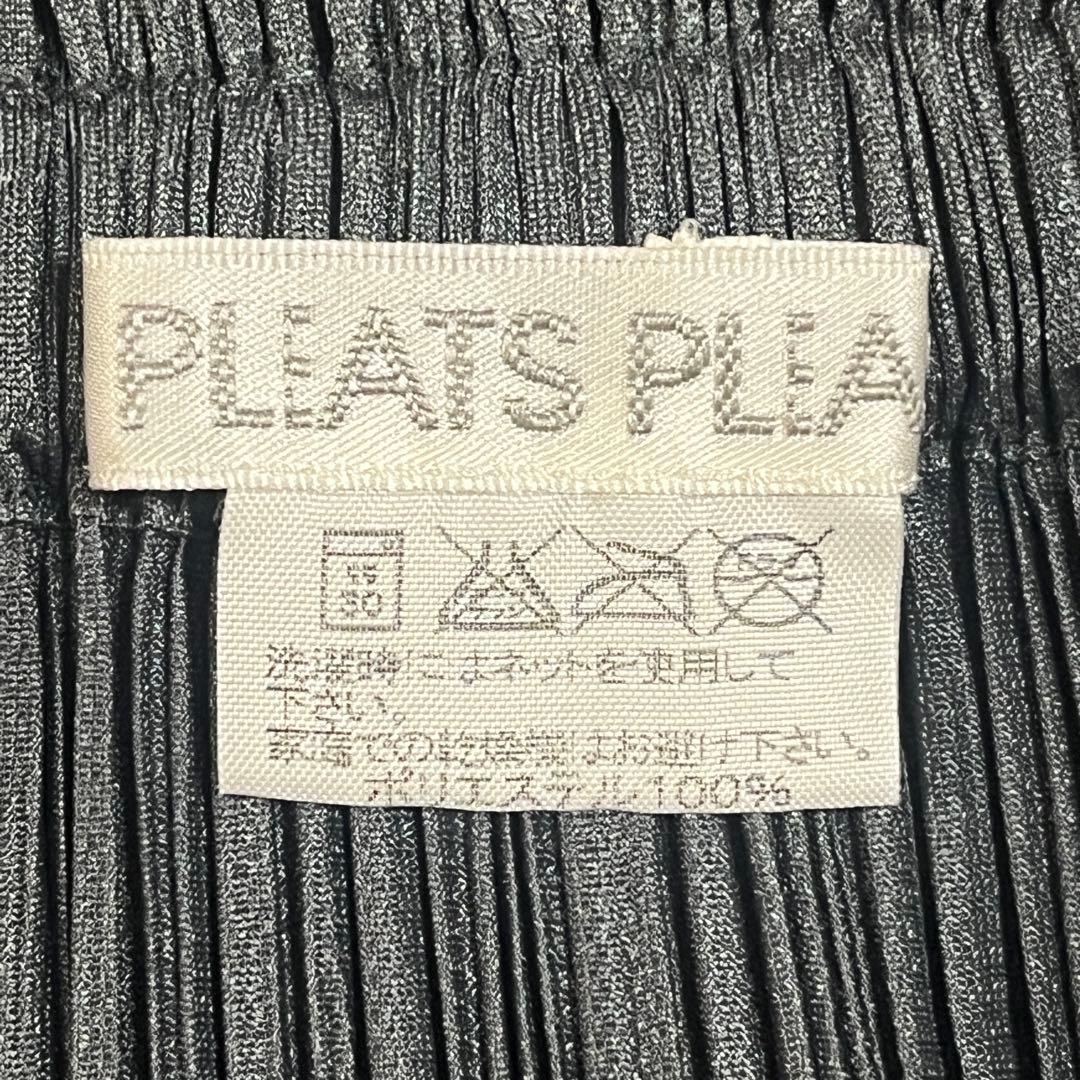 PLEATS PLEA
弱
30
洗濯時にはネットを使用して
下さい。
家庭での乾燥機はお避け下さい。
ポリエステル100%